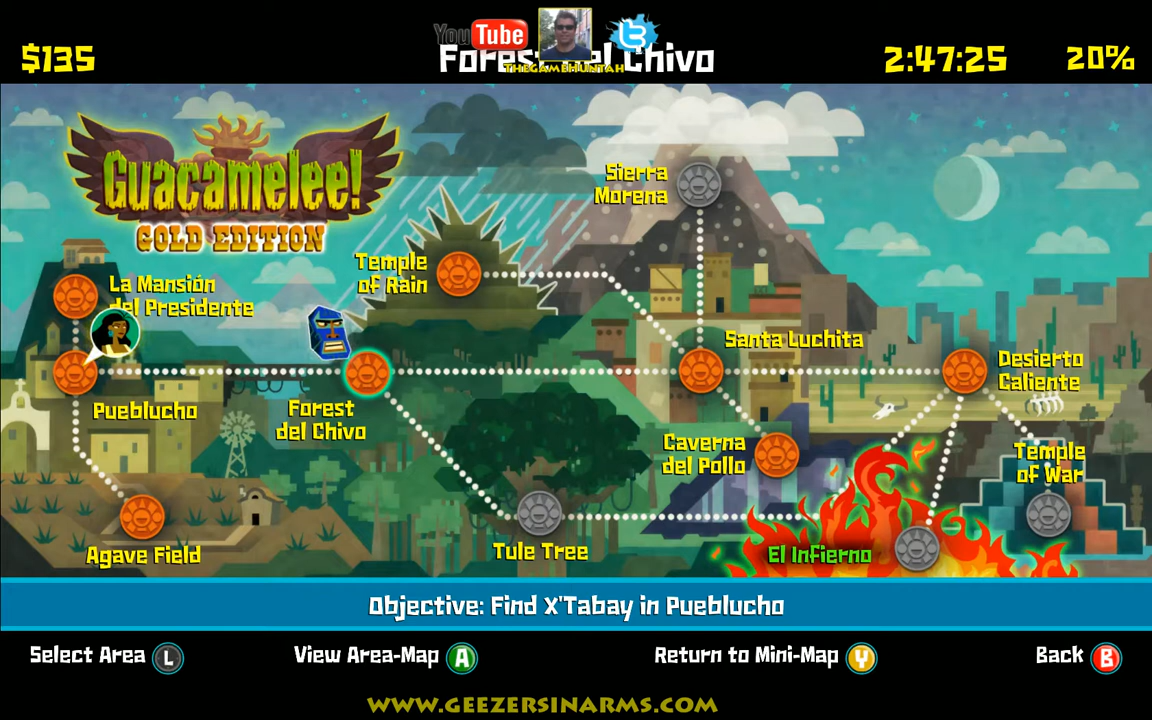 YouTube
$135
Forest del Chivo
THEGAMEHUNTAH
2:47:25
20%
Guacamelee!
GOLD EDITION
Sierra
Morena
Temple
of Rain
La Mansión
del Presidente
Santa Luchita
Desierto
Caliente
Pueblucho
Forest
del Chivo
Caverna
del Pollo
Temple
of War
Agave Field
Tule Tree
El Infierno
Objective: Find X'Tabay in Pueblucho
Select Area L
View Area-Map A
Return to Mini-Map Y
Back B
WWW.GEEZERSINARMS.COM